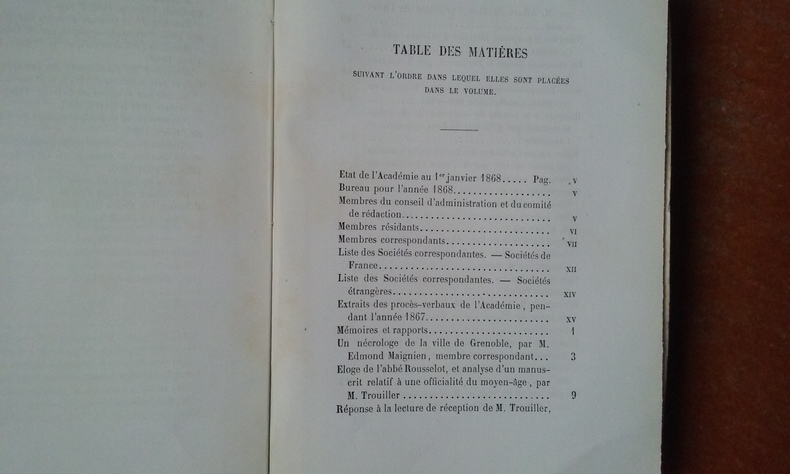 TABLE DES MATIÈRES
SUIVANT L'ORDRE DANS LEQUEL ELLES SONT PLACÉES
DANS LE VOLUME.
Etat de l'Académie au 1er janvier 1868..... Pag. v
Bureau pour l'année 1868.................. v
Membres du conseil d'administration et du comité
de rédaction........................... v
Membres résidants........................ vi
Membres correspondants................... vii
Liste des Sociétés correspondantes. — Sociétés de
France............................... xii
Liste des Sociétés correspondantes. — Sociétés
étrangères............................. xiv
Extraits des procès-verbaux de l'Académie, pen-
dant l'année 1867....................... xv
Mémoires et rapports...................... 1
Un nécrologe de la ville de Grenoble, par M.
Edmond Maignien, membre correspondant... 3
Eloge de l'abbé Rousselot, et analyse d'un manus-
crit relatif à une officialité du moyen-âge, par
M. Trouiller........................... 9
Réponse à la lecture de réception de M. Trouiller,